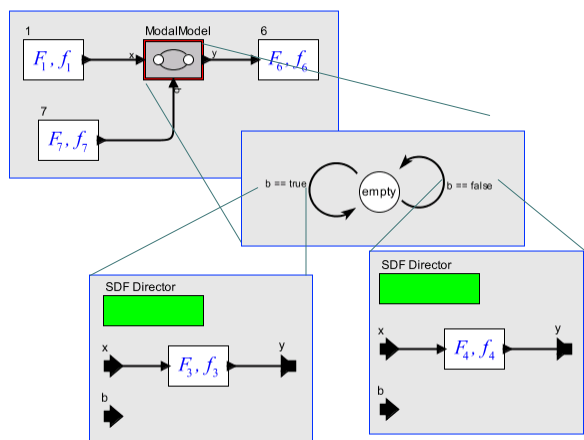 1
ModalModel
6
F₁, f₁
x
y
F₆, f₆
b
7
F₇, f₇
b == true
empty
b == false
SDF Director
x
F₃, f₃
y
b
SDF Director
x
F₄, f₄
y
b